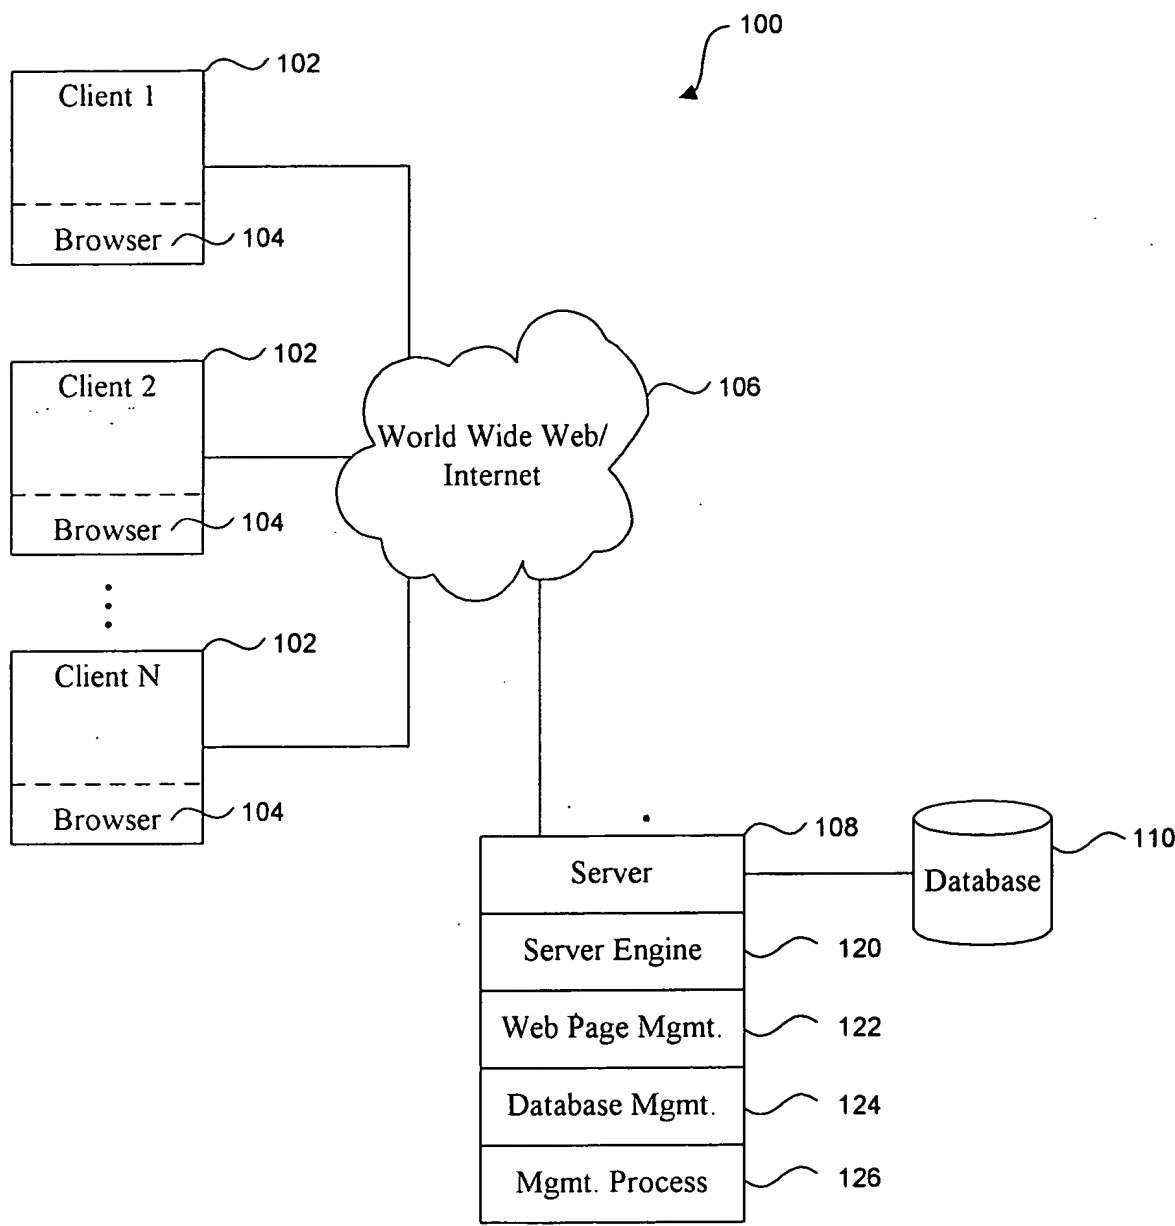 100
102
Client 1
Browser 104
102
Client 2
Browser 104
106
World Wide Web/
Internet
102
Client N
Browser 104
108
Server
110
Database
Server Engine 120
Web Page Mgmt. 122
Database Mgmt. 124
Mgmt. Process 126